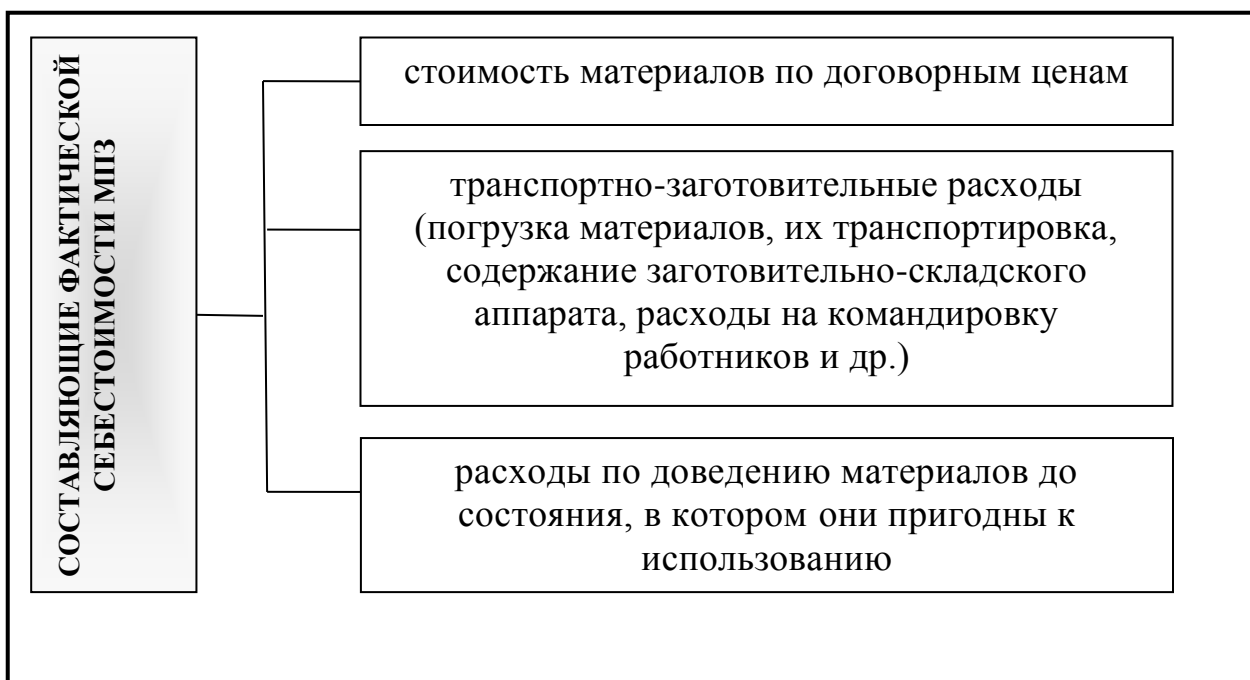 СОСТАВЛЯЮЩИЕ ФАКТИЧЕСКОЙ
СЕБЕСТОИМОСТИ МПЗ
стоимость материалов по договорным ценам
транспортно-заготовительные расходы
(погрузка материалов, их транспортировка,
содержание заготовительно-складского
аппарата, расходы на командировку
работников и др.)
расходы по доведению материалов до
состояния, в котором они пригодны к
использованию